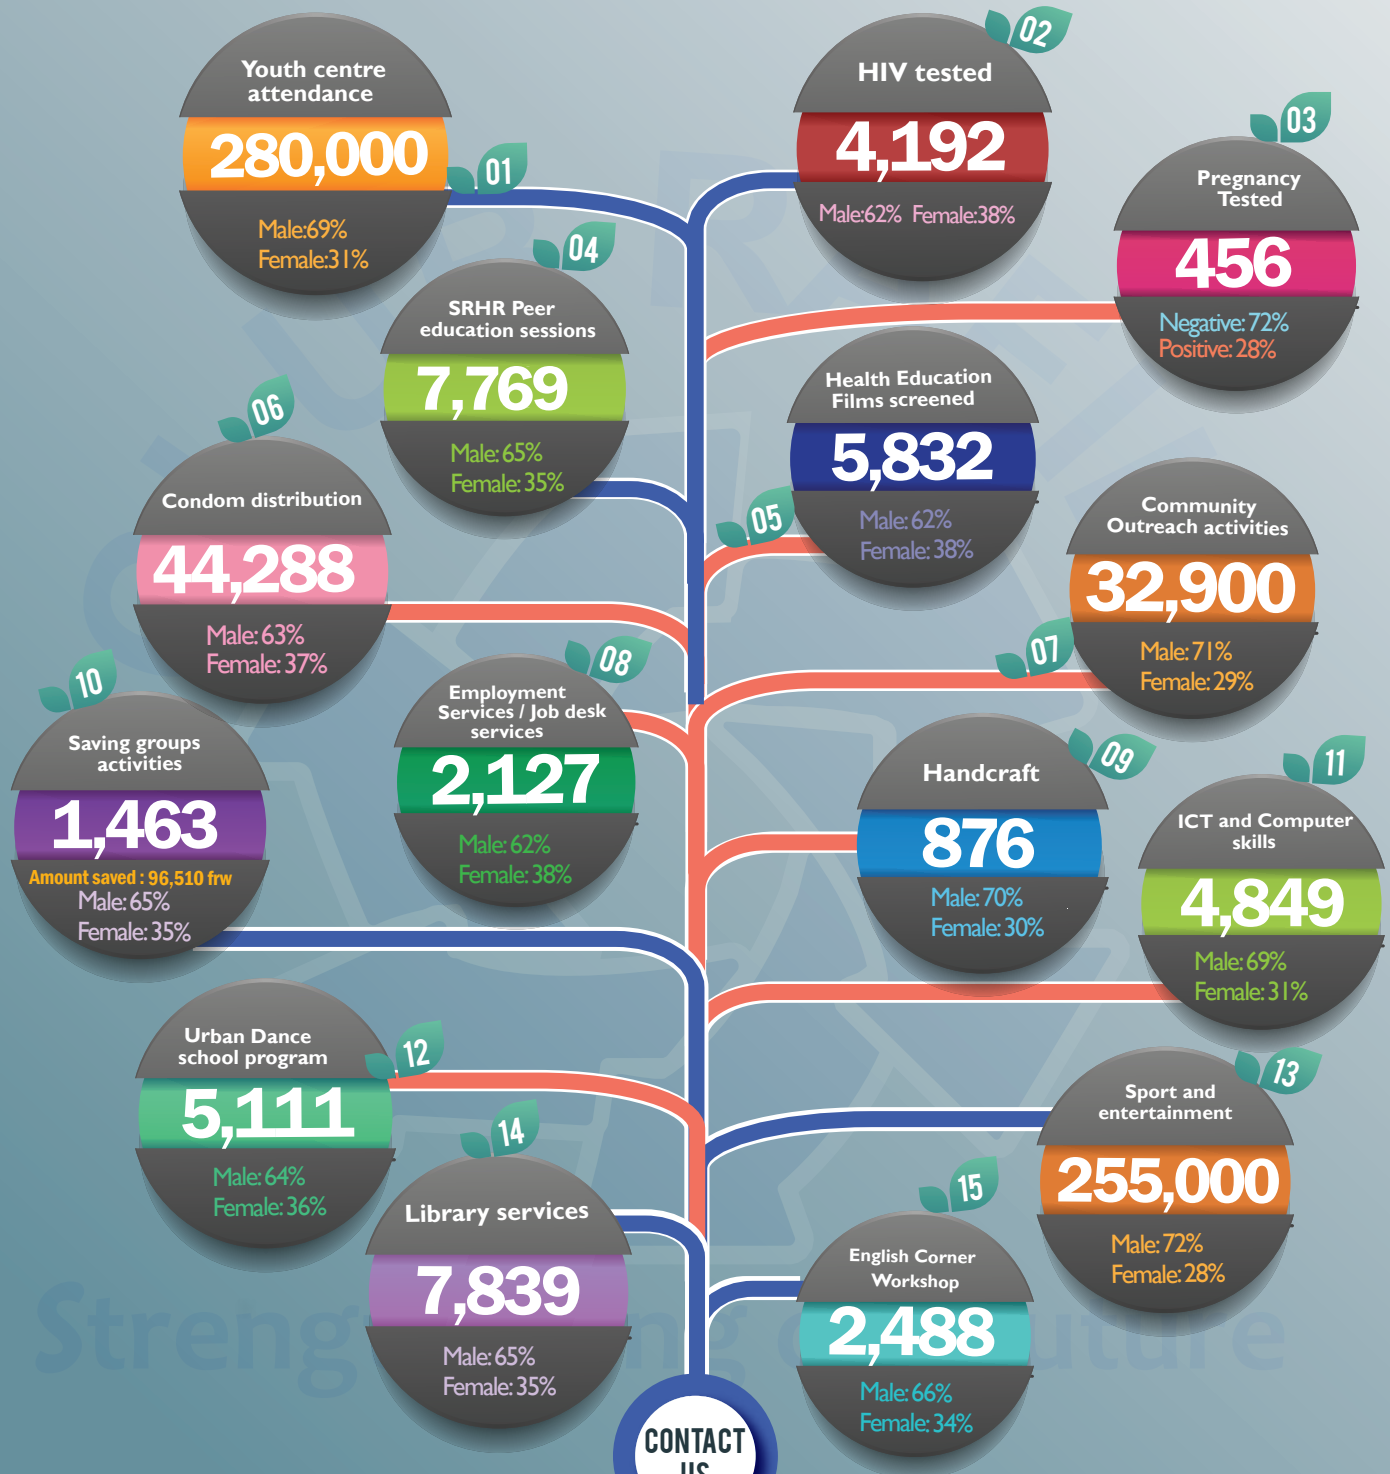 01
Youth centre
attendance
280,000
Male:69%
Female:31%
02
HIV tested
4,192
Male:62% Female:38%
03
Pregnancy
Tested
456
Negative: 72%
Positive: 28%
04
SRHR Peer
education sessions
7,769
Male: 65%
Female: 35%
05
Health Education
Films screened
5,832
Male: 62%
Female: 38%
06
Condom distribution
44,288
Male: 63%
Female: 37%
07
Community
Outreach activities
32,900
Male: 71%
Female: 29%
08
Employment
Services / Job desk
services
2,127
Male: 62%
Female: 38%
09
Handcraft
876
Male: 70%
Female: 30%
10
Saving groups
activities
1,463
Amount saved : 96,510 frw
Male: 65%
Female: 35%
11
ICT and Computer
skills
4,849
Male: 69%
Female: 31%
12
Urban Dance
school program
5,111
Male: 64%
Female: 36%
13
Sport and
entertainment
255,000
Male: 72%
Female: 28%
14
Library services
7,839
Male: 65%
Female: 35%
15
English Corner
Workshop
2,488
Male: 66%
Female: 34%
CONTACT
US